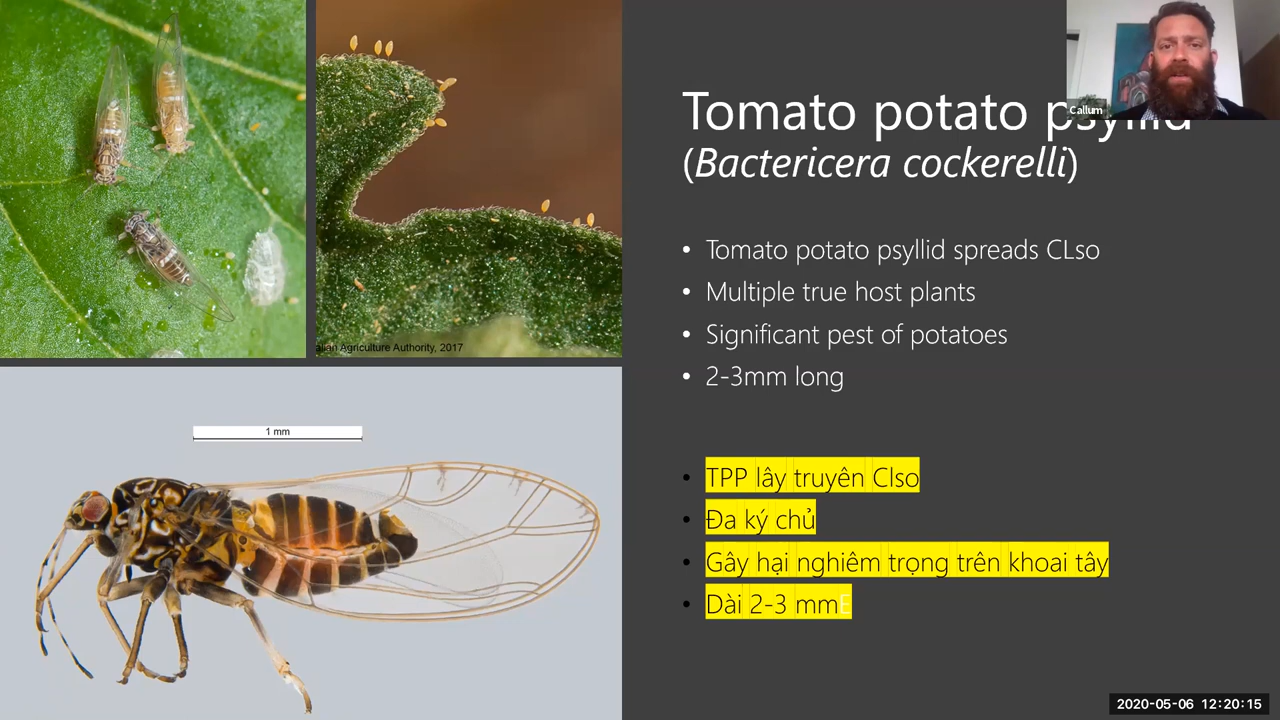 Callum
Tomato potato psyllid
(Bactericera cockerelli)
• Tomato potato psyllid spreads CLso
• Multiple true host plants
• Significant pest of potatoes
• 2-3mm long
• TPP lây truyên Clso
• Đa ký chủ
• Gây hại nghiêm trọng trên khoai tây
• Dài 2-3 mmE
alian Agriculture Authority, 2017
1 mm
2020-05-06 12:20:15